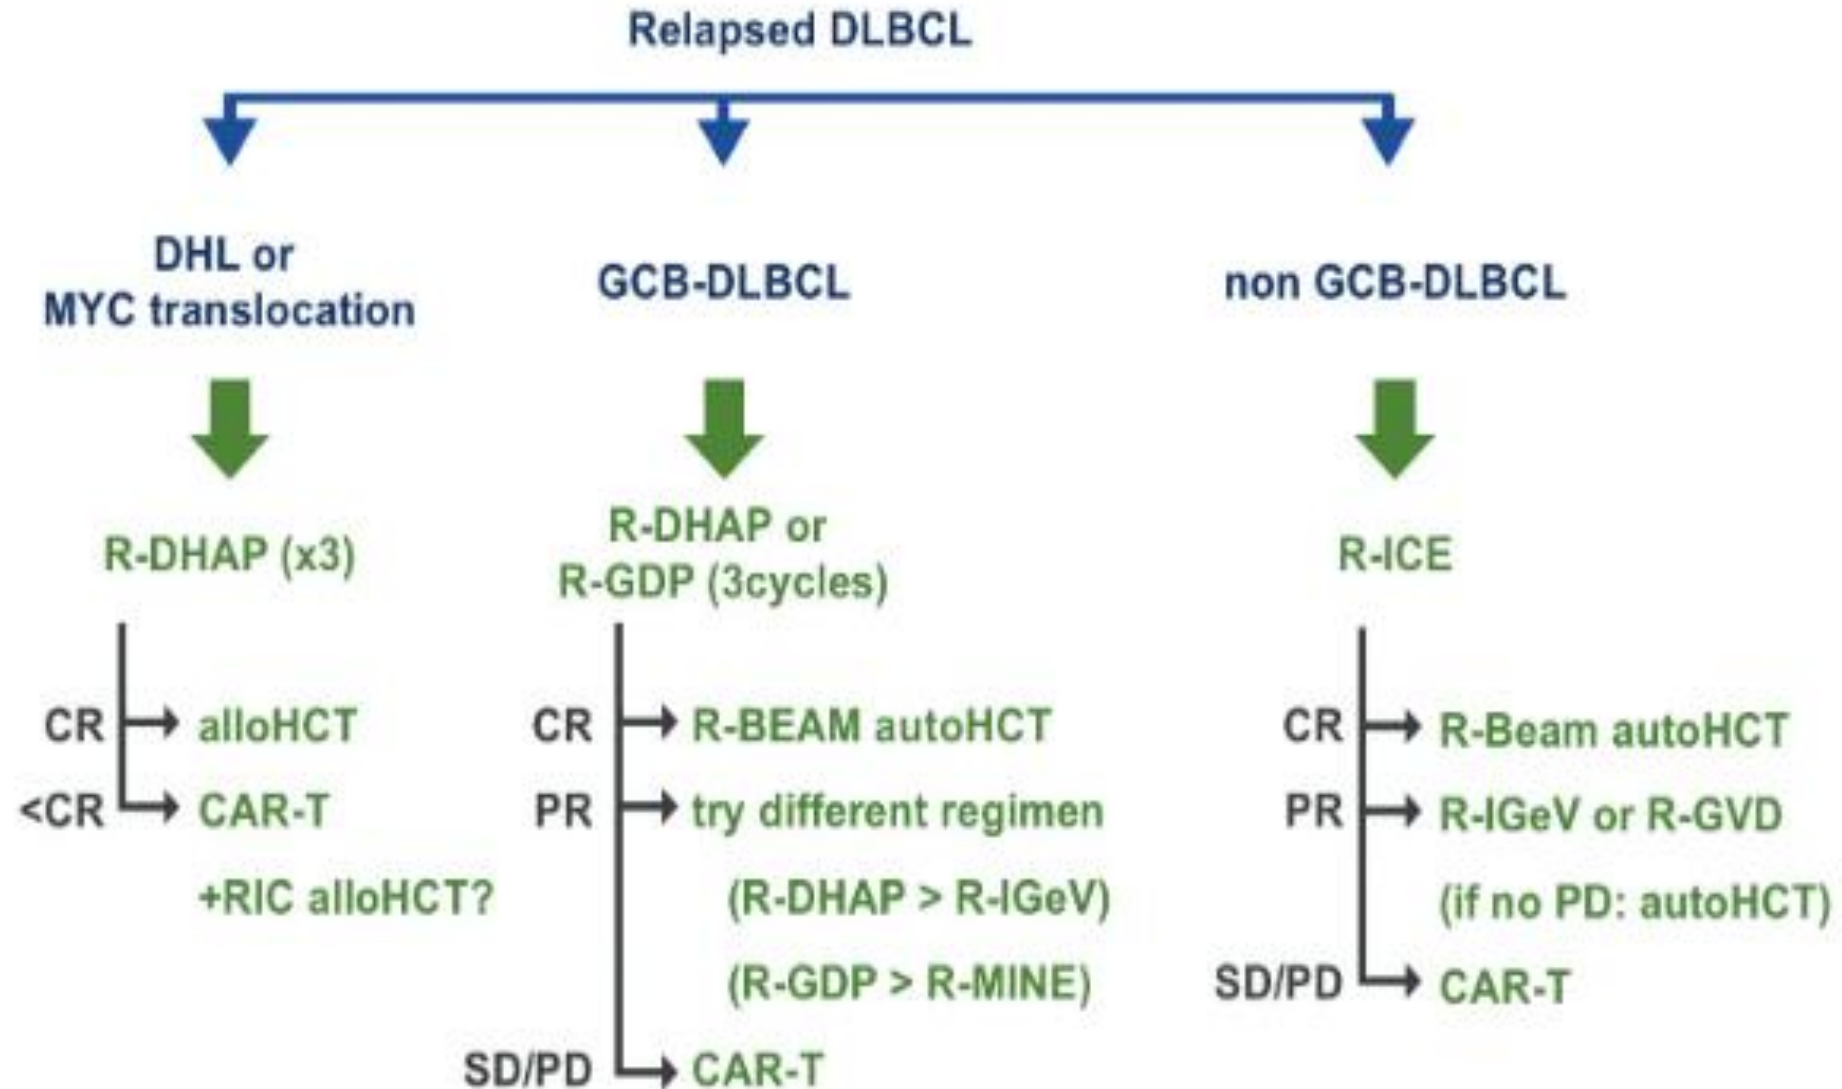 Relapsed DLBCL
DHL or
MYC translocation
R-DHAP (x3)
CR alloHCT
<CR CAR-T
+RIC alloHCT?
GCB-DLBCL
R-DHAP or
R-GDP (3cycles)
CR R-BEAM autoHCT
PR try different regimen
(R-DHAP > R-IGeV)
(R-GDP > R-MINE)
SD/PD CAR-T
non GCB-DLBCL
R-ICE
CR R-Beam autoHCT
PR R-IGeV or R-GVD
(if no PD: autoHCT)
SD/PD CAR-T